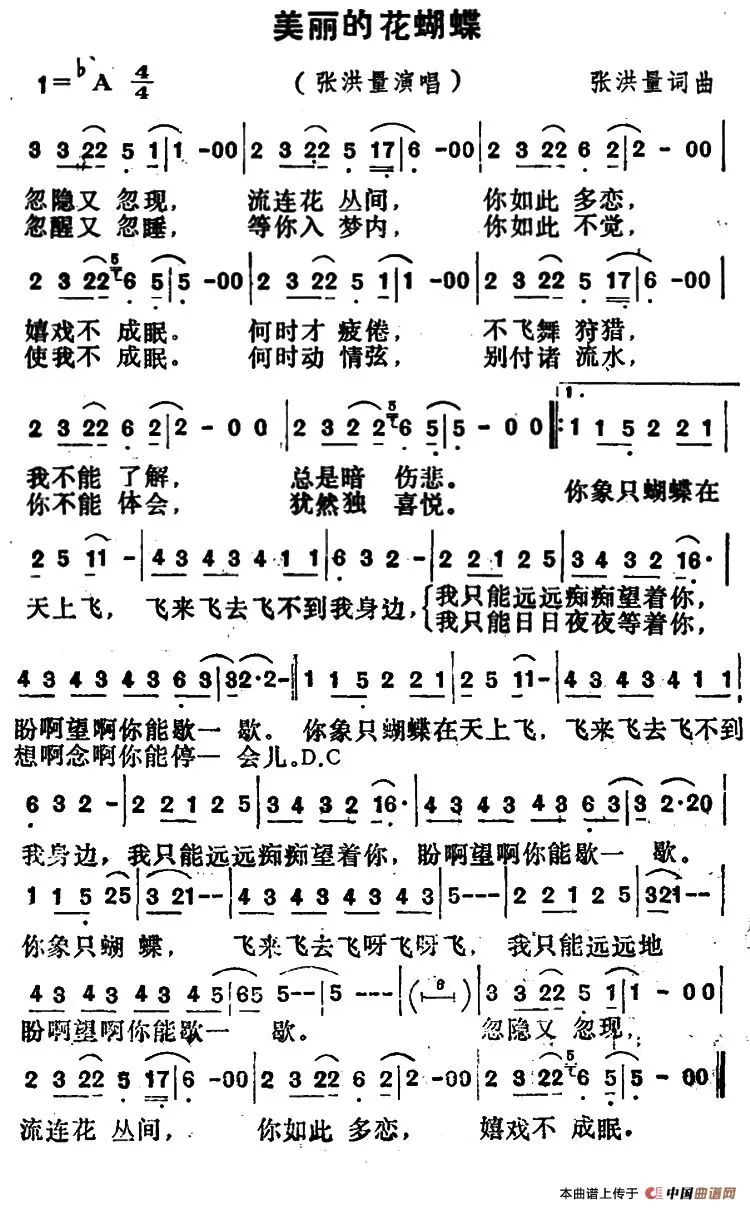 美丽的花蝴蝶
1=♭A 4/4 （张洪量演唱） 张洪量词曲
3 3 22 5 1|1 -00|2 3 22 5 17|6 -00|2 3 22 6 2|2 - 00|
忽隐又 忽现， 流连花 丛间， 你如此 多恋，
忽醒又 忽睡， 等你入 梦内， 你如此 不觉，
2 3 22 5 6 5|5 -00|2 3 22 5 1|1 -00|2 3 22 5 17|6 -00|
嬉戏不 成眠。 何时才 疲倦， 不飞舞 狩猎，
使我不 成眠。 何时动 情弦， 别付诸 流水，
2 3 22 6 2|2 - 0 0|2 3 2 2 5 6 5|5 - 0 0‖: 1. 1 1 5 2 2 1|
我不能 了解， 总是暗 伤悲。 你象只蝴蝶在
你不能 体会， 犹然独 喜悦。
2 5 11 -|4 3 4 3 4 4 1 1|6 3 2 -|2 2 1 2 2 5|3 4 3 2 16·|
天上飞， 飞来飞去飞不到我身边，{我只能远远痴痴望着你，
{我只能日日夜夜等着你，
4 3 4 3 4 3 6 3|3 2·2-‖1 1 5 2 2 1|2 5 11-|4 3 4 3 4 4 1 1|
盼啊望啊你能歇一 歇。 你象只蝴蝶在天上飞， 飞来飞去飞不到
想啊念啊你能停一 会儿。D.C
6 3 2 -|2 2 1 2 5|3 4 3 2 16·|4 3 4 3 4 3 6 3|3 2·20|
我身边， 我只能远远痴痴望着你， 盼啊望啊你能歇一 歇。
1 1 5 25|3 21--|4 3 4 3 4 3 4 3|5---|2 2 1 2 5|321--|
你象只蝴 蝶， 飞来飞去飞呀飞呀飞， 我只能远远地
4 3 4 3 4 3 4 5|565 5--|5---|(6)|3 3 22 5 1|1 - 00|
盼啊望啊你能歇一 歇。 忽隐又 忽现，
2 3 22 5 17|6 -00|2 3 22 6 2|2 -00|2 3 22 5 6 5|5 -00‖
流连花 丛间， 你如此 多恋， 嬉戏不 成眠。
本曲谱上传于 中国曲谱网